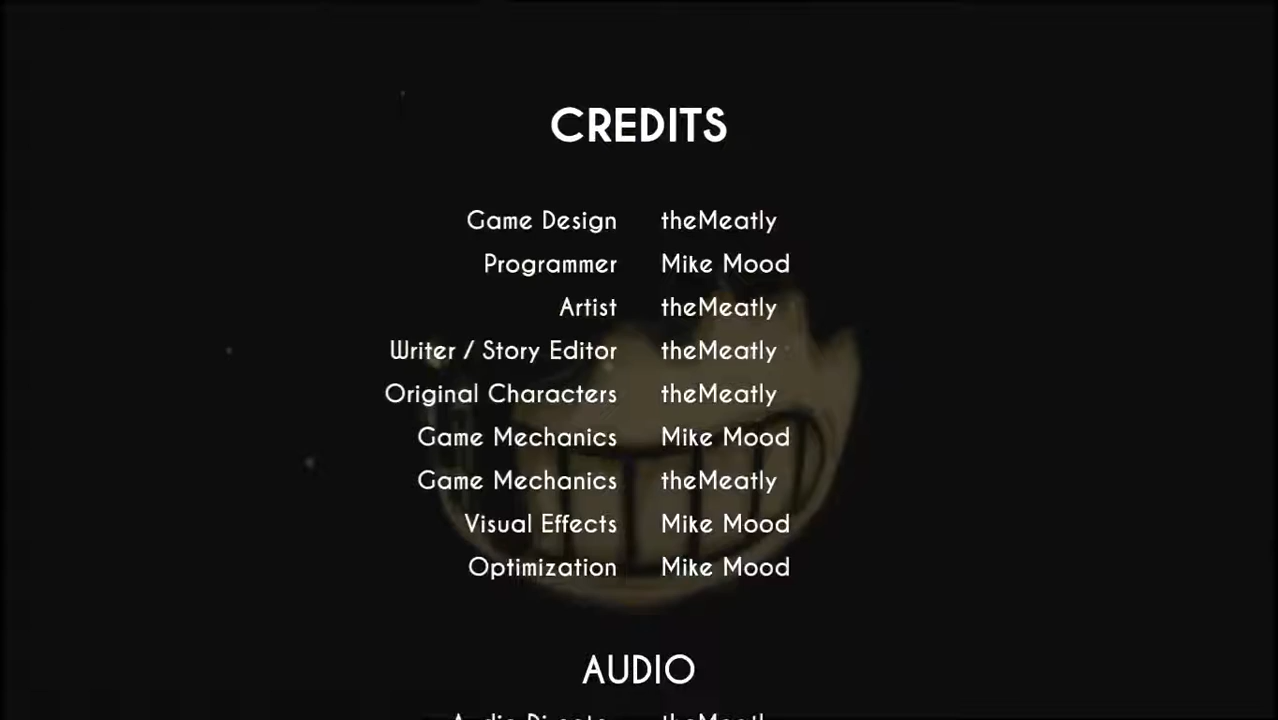 CREDITS
Game Design theMeatly
Programmer Mike Mood
Artist theMeatly
Writer / Story Editor theMeatly
Original Characters theMeatly
Game Mechanics Mike Mood
Game Mechanics theMeatly
Visual Effects Mike Mood
Optimization Mike Mood
AUDIO